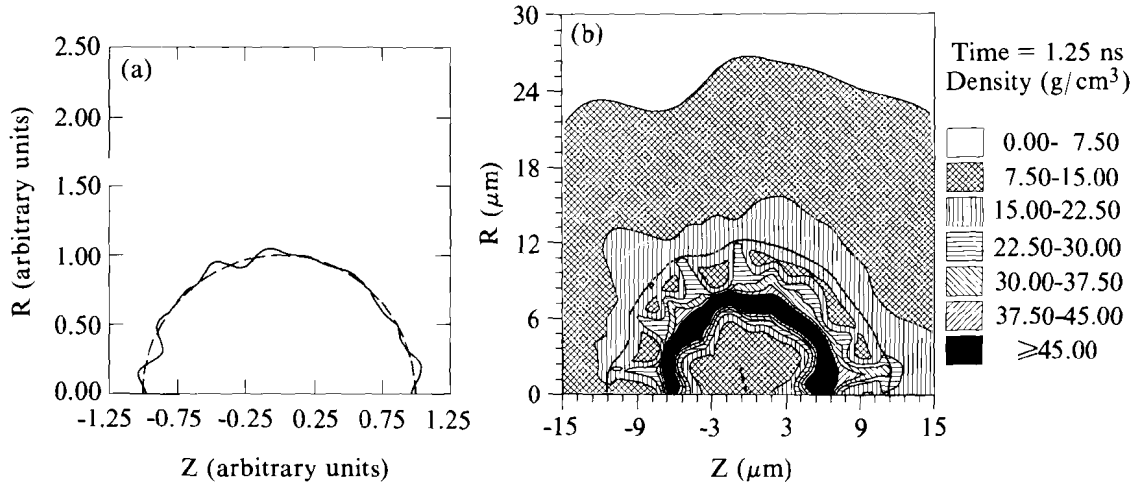 (a)
2.50
2.00
1.50
1.00
0.50
0.00
R (arbitrary units)
-1.25 -0.75 -0.25 0.25 0.75 1.25
Z (arbitrary units)
(b)
30
24
18
12
6
0
R (μm)
-15 -9 -3 3 9 15
Z (μm)
Time = 1.25 ns
Density (g/cm³)
0.00- 7.50
7.50-15.00
15.00-22.50
22.50-30.00
30.00-37.50
37.50-45.00
⩾45.00